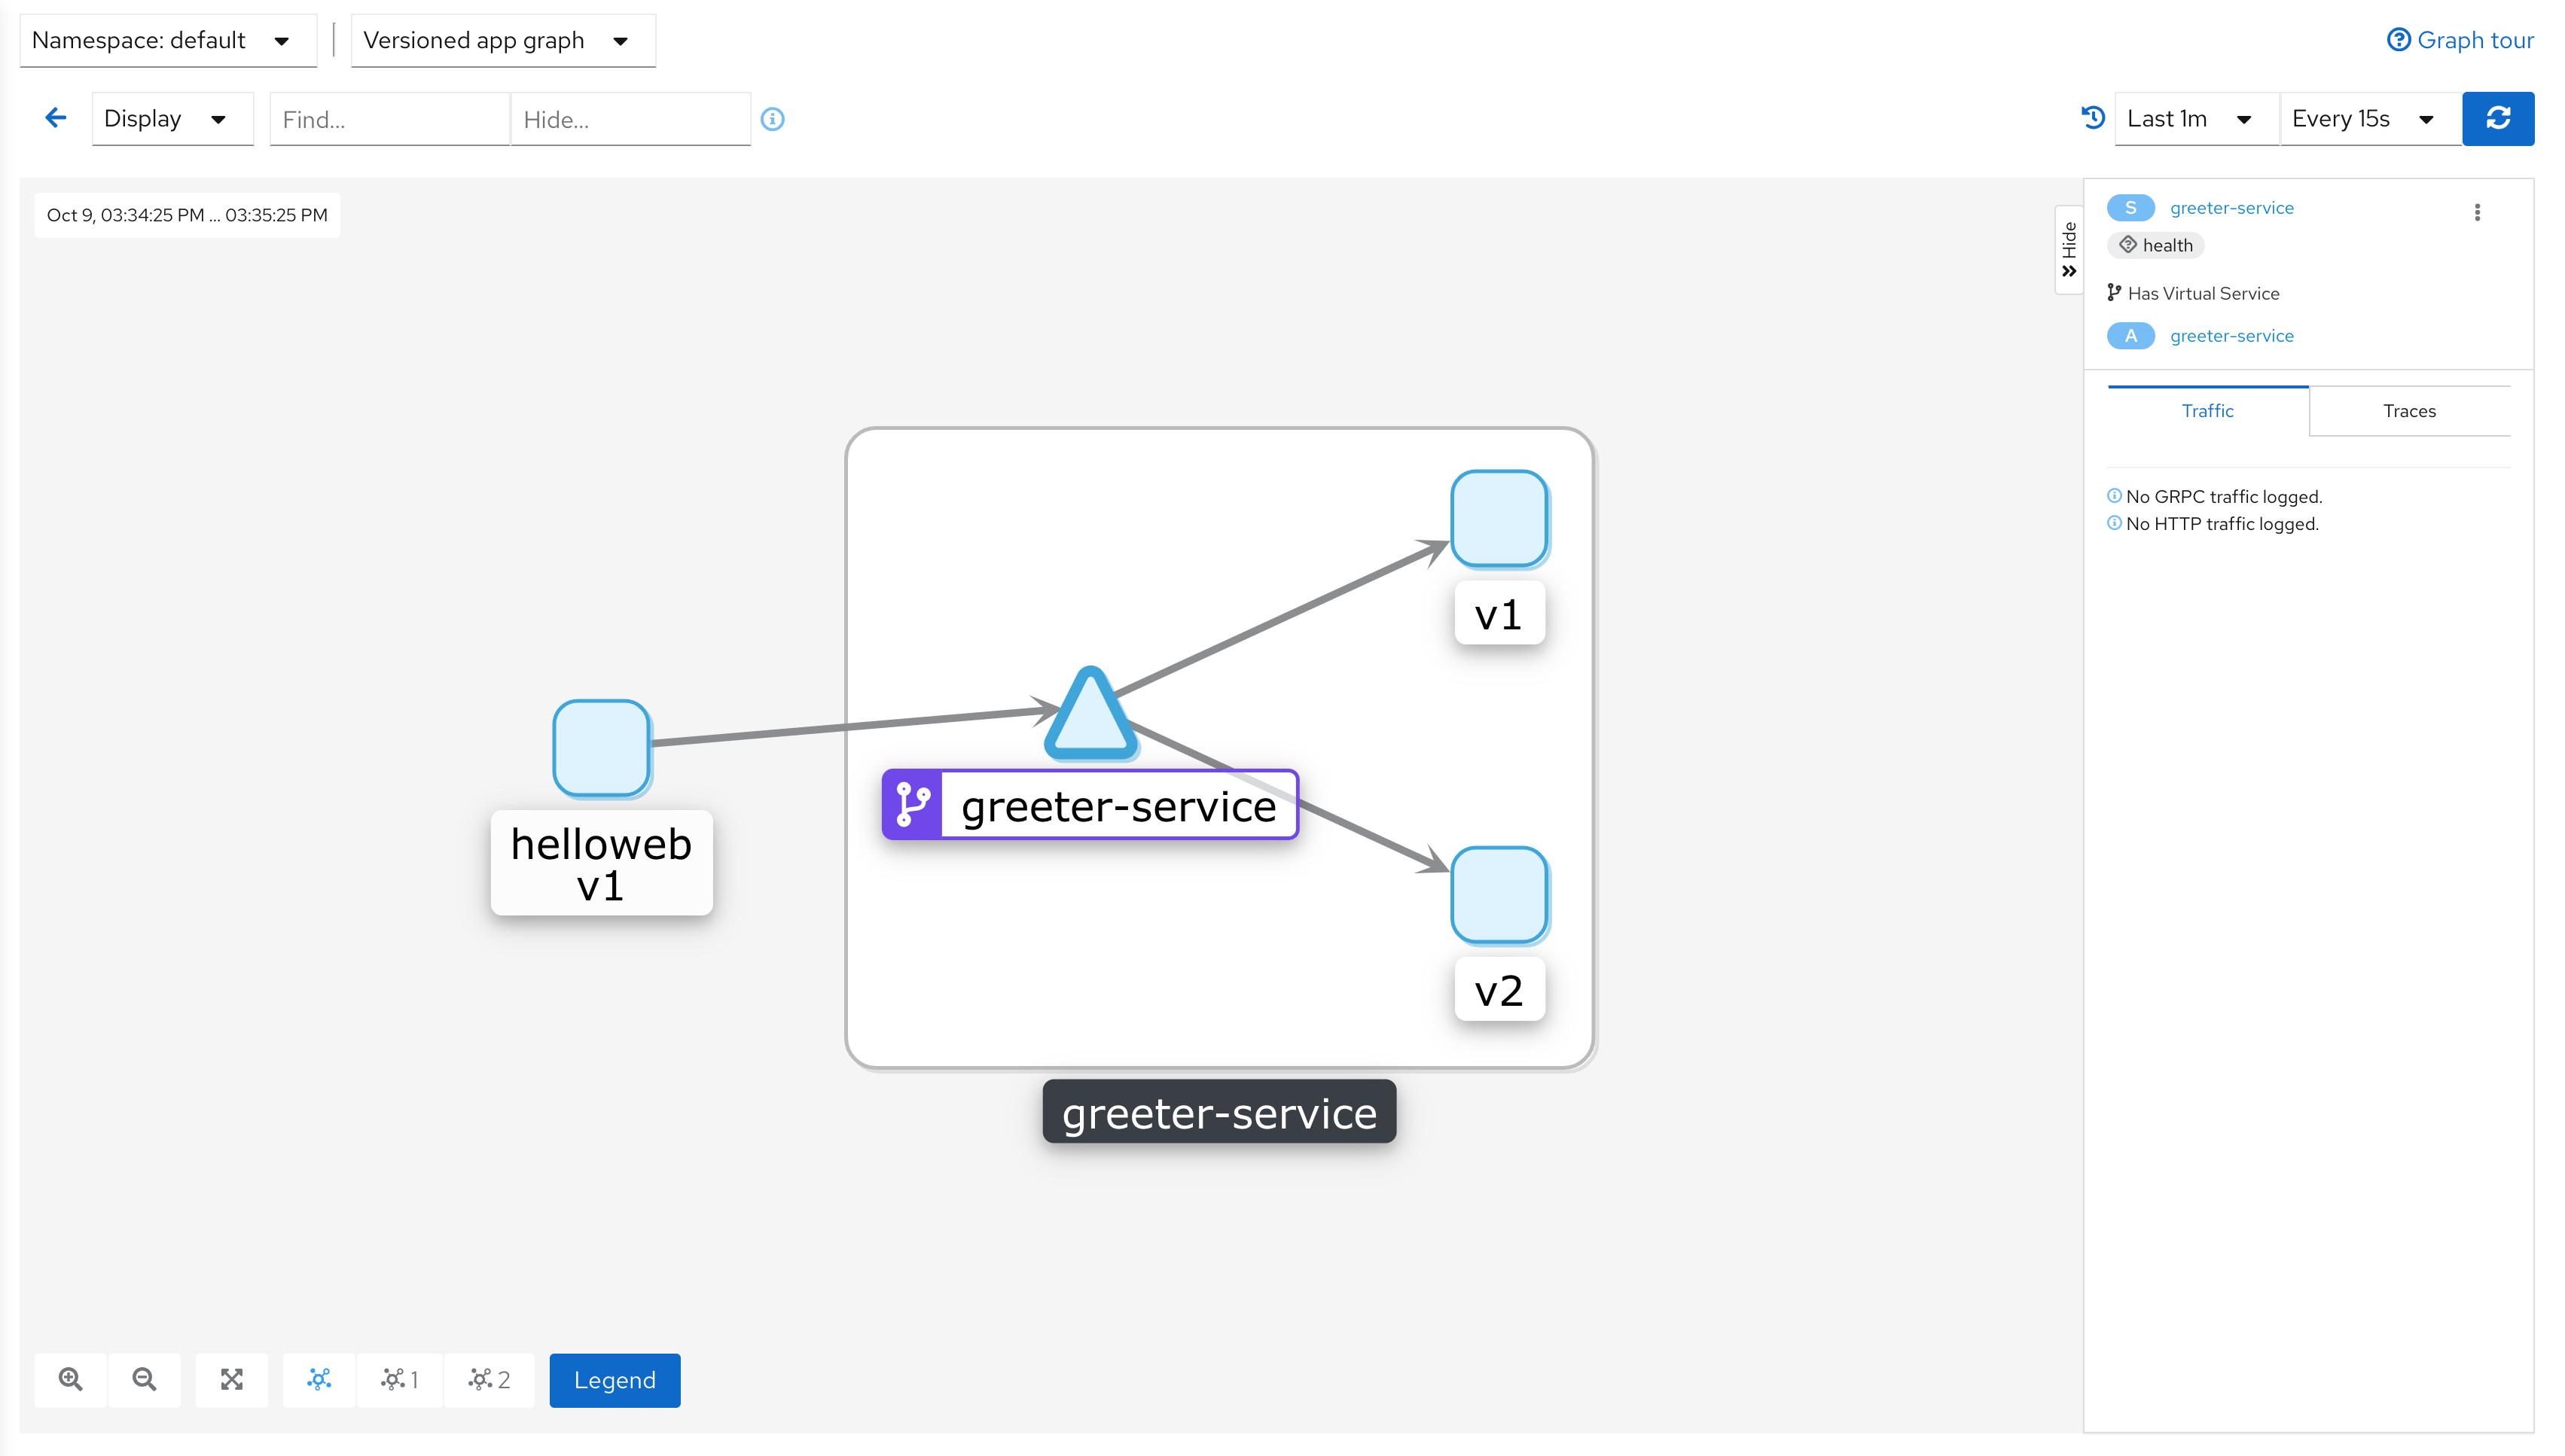 Namespace: default
Versioned app graph
Graph tour
Display
Find...
Hide...
Last 1m
Every 15s
Oct 9, 03:34:25 PM ... 03:35:25 PM
Hide
S greeter-service
health
Has Virtual Service
A greeter-service
Traffic
Traces
No GRPC traffic logged.
No HTTP traffic logged.
v1
greeter-service
helloweb
v1
v2
greeter-service
1
2
Legend